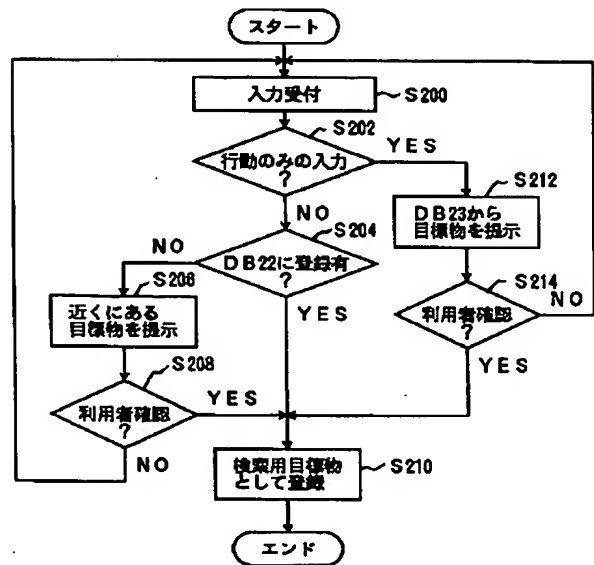 スタート
入力受付
S200
S202
行動のみの入力
?
YES
NO
S212
DB23から
目標物を提示
S204
NO
DB22に登録有
?
YES
S214
利用者確認
?
NO
YES
S206
近くにある
目標物を提示
S208
利用者確認
?
YES
NO
検索用目標物
として登録
S210
エンド